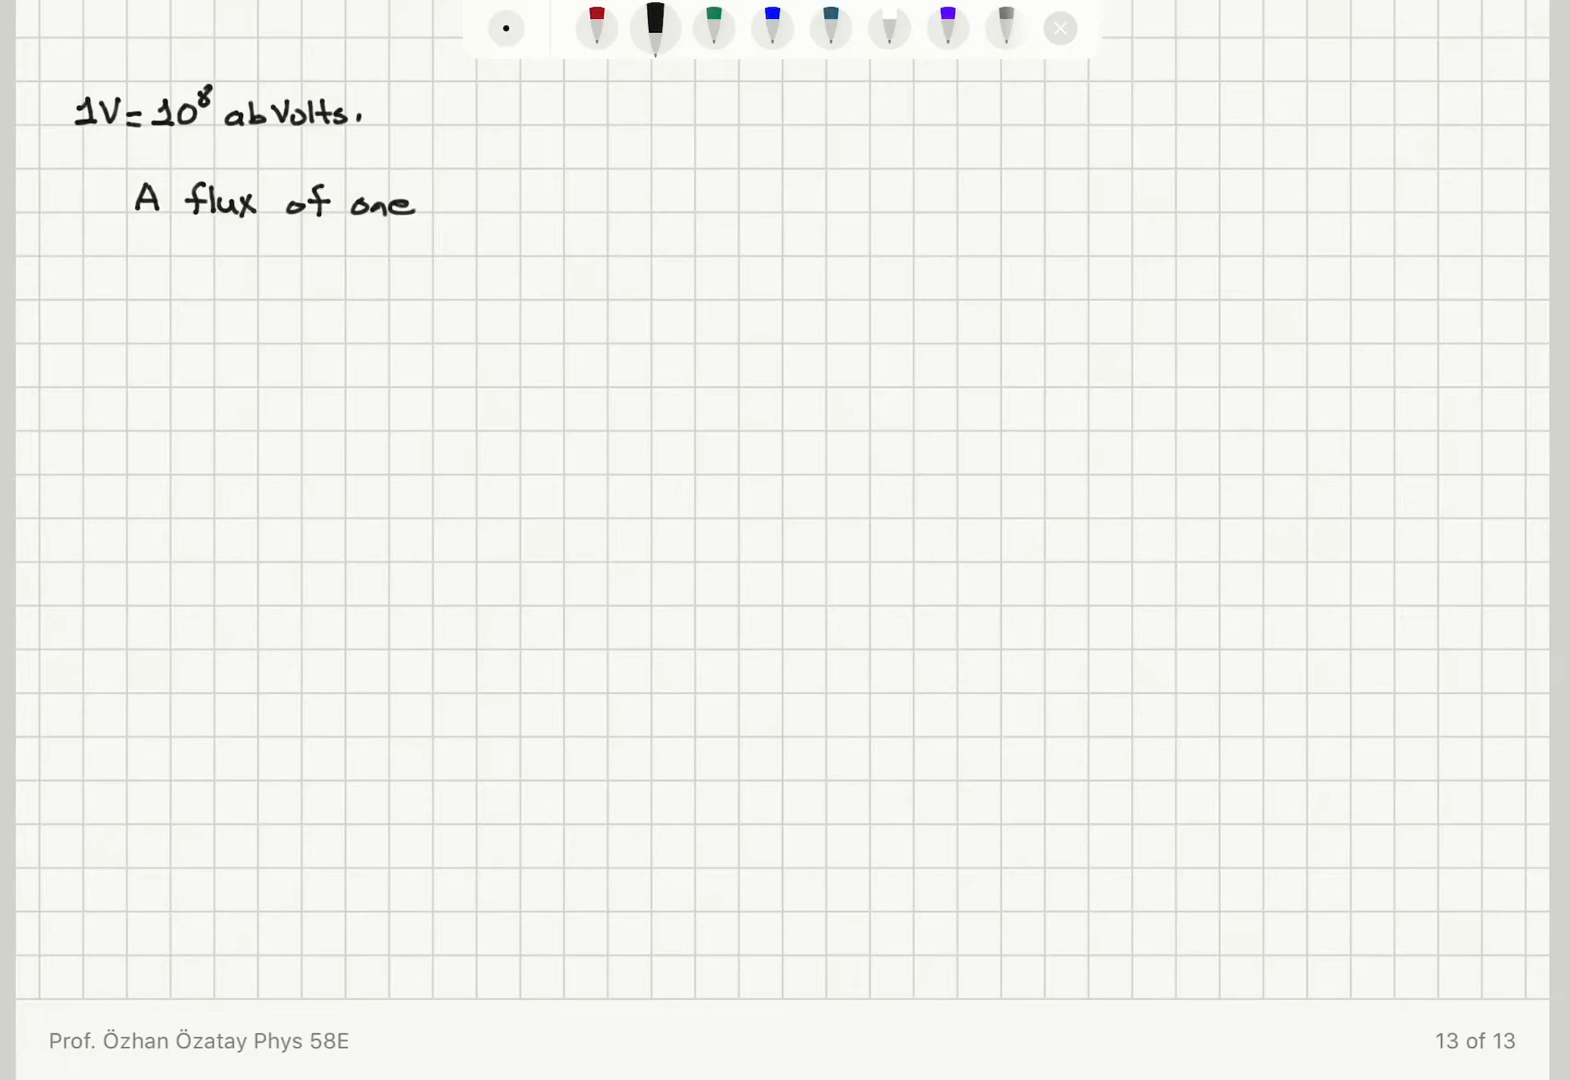 1V = 10⁸ abVolts.
A flux of one
Prof. Özhan Özatay Phys 58E
13 of 13